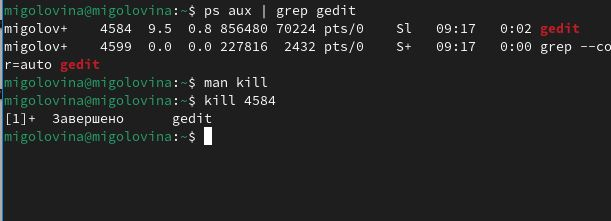 migolovina@migolovina:~$ ps aux | grep gedit
migolov+    4584  9.5  0.8 856480 70224 pts/0    Sl   09:17   0:02 gedit
migolov+    4599  0.0  0.0 227816  2432 pts/0    S+   09:17   0:00 grep --co
r=auto gedit
migolovina@migolovina:~$ man kill
migolovina@migolovina:~$ kill 4584
[1]+  Завершено      gedit
migolovina@migolovina:~$